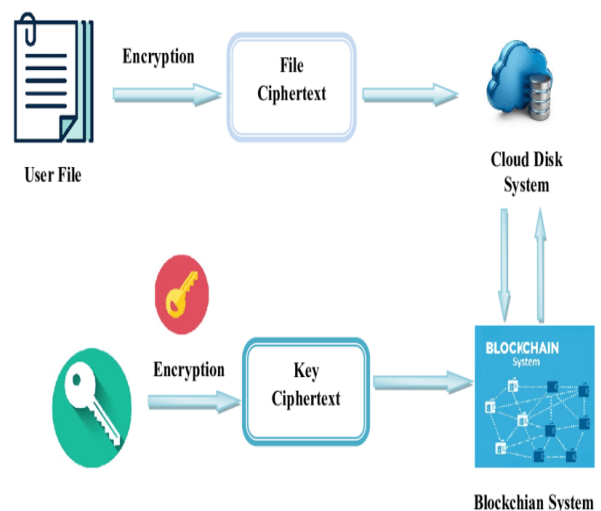 Encryption
File
Ciphertext
User File
Cloud Disk
System
Encryption
Key
Ciphertext
BLOCKCHAIN
System
Blockchian System